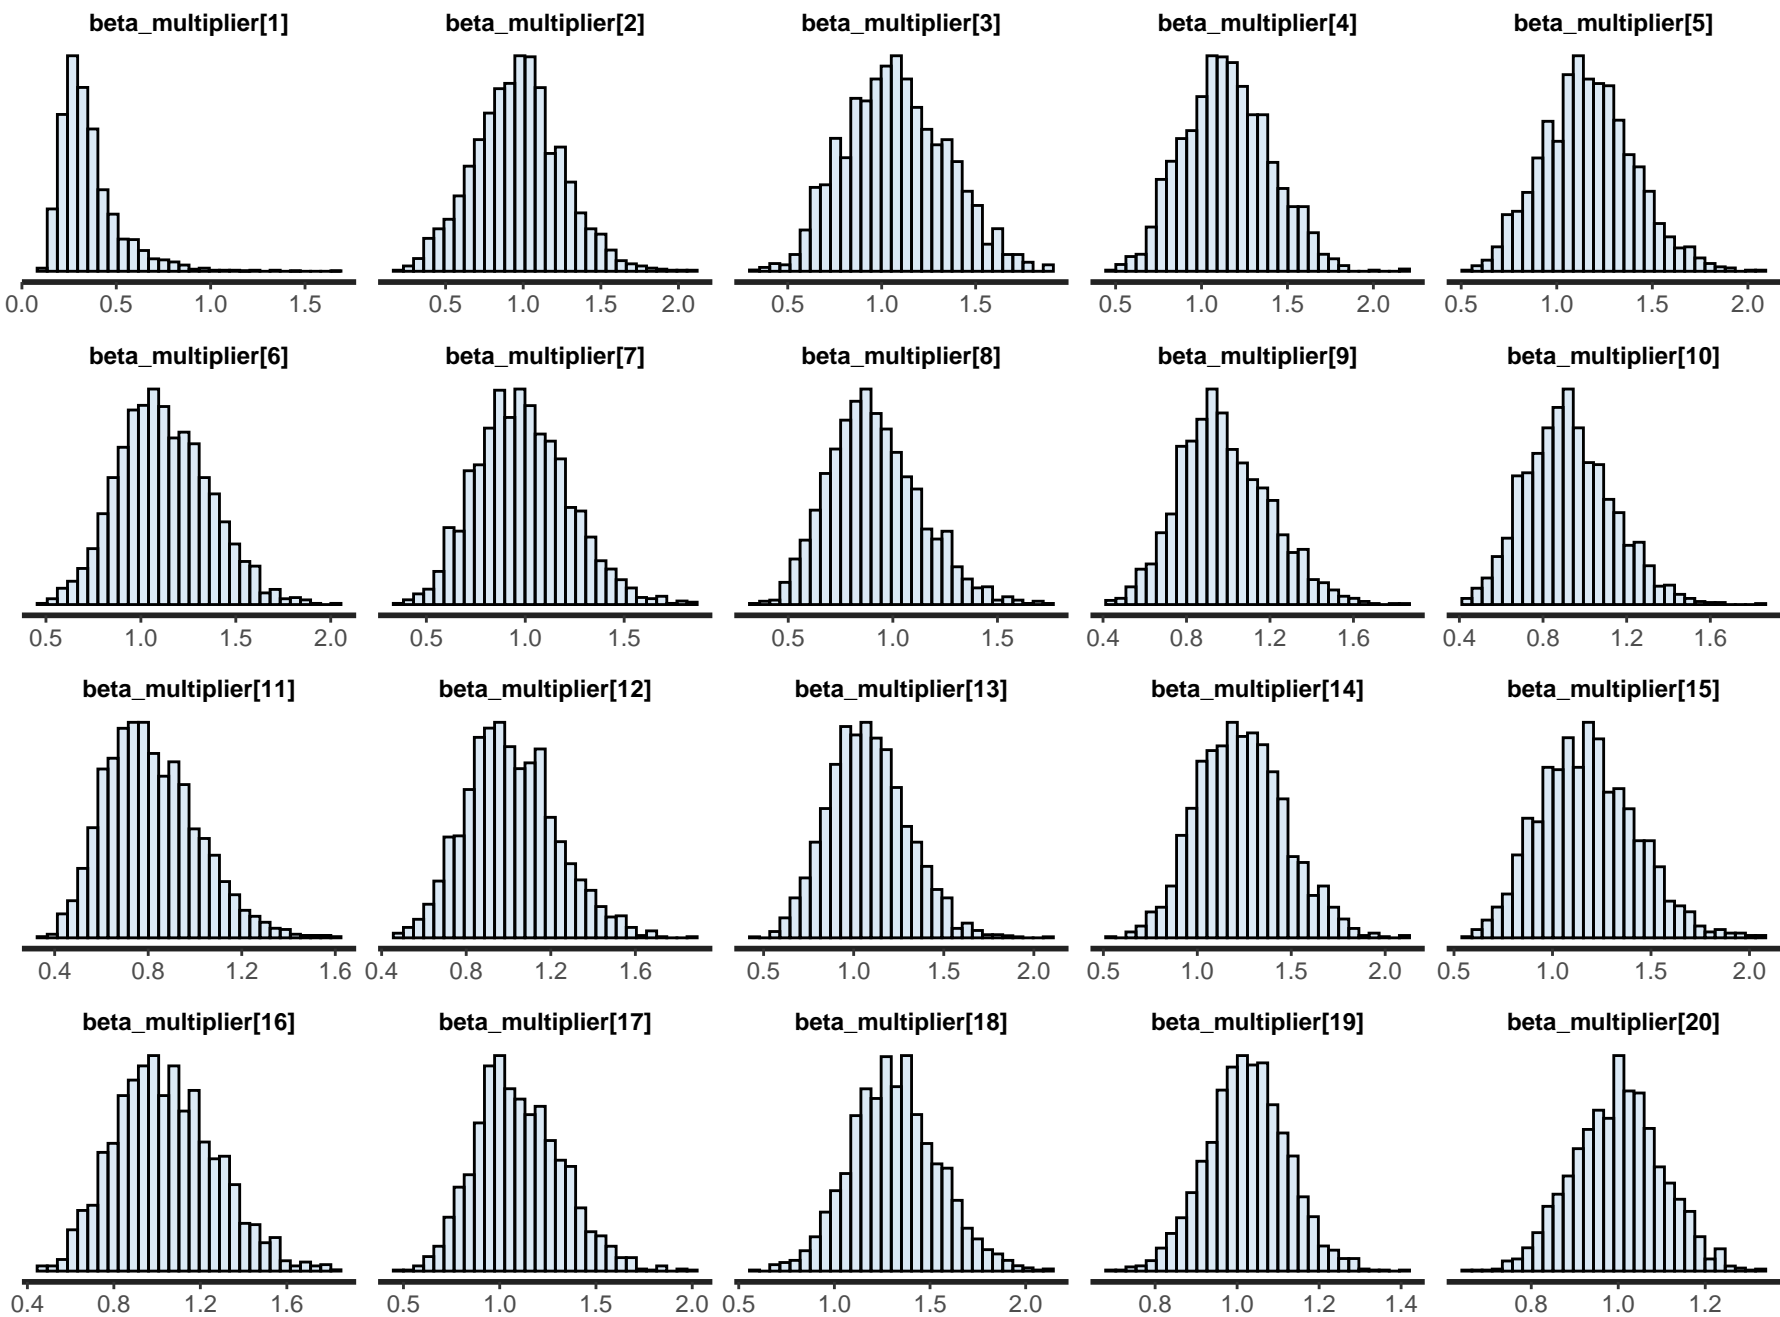 beta_multiplier[1] beta_multiplier[2] beta_multiplier[3] beta_multiplier[4] beta_multiplier[5]
0.0 0.5 1.0 1.5 0.5 1.0 1.5 2.0 0.5 1.0 1.5 0.5 1.0 1.5 2.0 0.5 1.0 1.5 2.0
beta_multiplier[6] beta_multiplier[7] beta_multiplier[8] beta_multiplier[9] beta_multiplier[10]
0.5 1.0 1.5 2.0 0.5 1.0 1.5 0.5 1.0 1.5 0.4 0.8 1.2 1.6 0.4 0.8 1.2 1.6
beta_multiplier[11] beta_multiplier[12] beta_multiplier[13] beta_multiplier[14] beta_multiplier[15]
0.4 0.8 1.2 1.6 0.4 0.8 1.2 1.6 0.5 1.0 1.5 2.0 0.5 1.0 1.5 2.0 0.5 1.0 1.5 2.0
beta_multiplier[16] beta_multiplier[17] beta_multiplier[18] beta_multiplier[19] beta_multiplier[20]
0.4 0.8 1.2 1.6 0.5 1.0 1.5 2.0 0.5 1.0 1.5 2.0 0.8 1.0 1.2 1.4 0.8 1.0 1.2